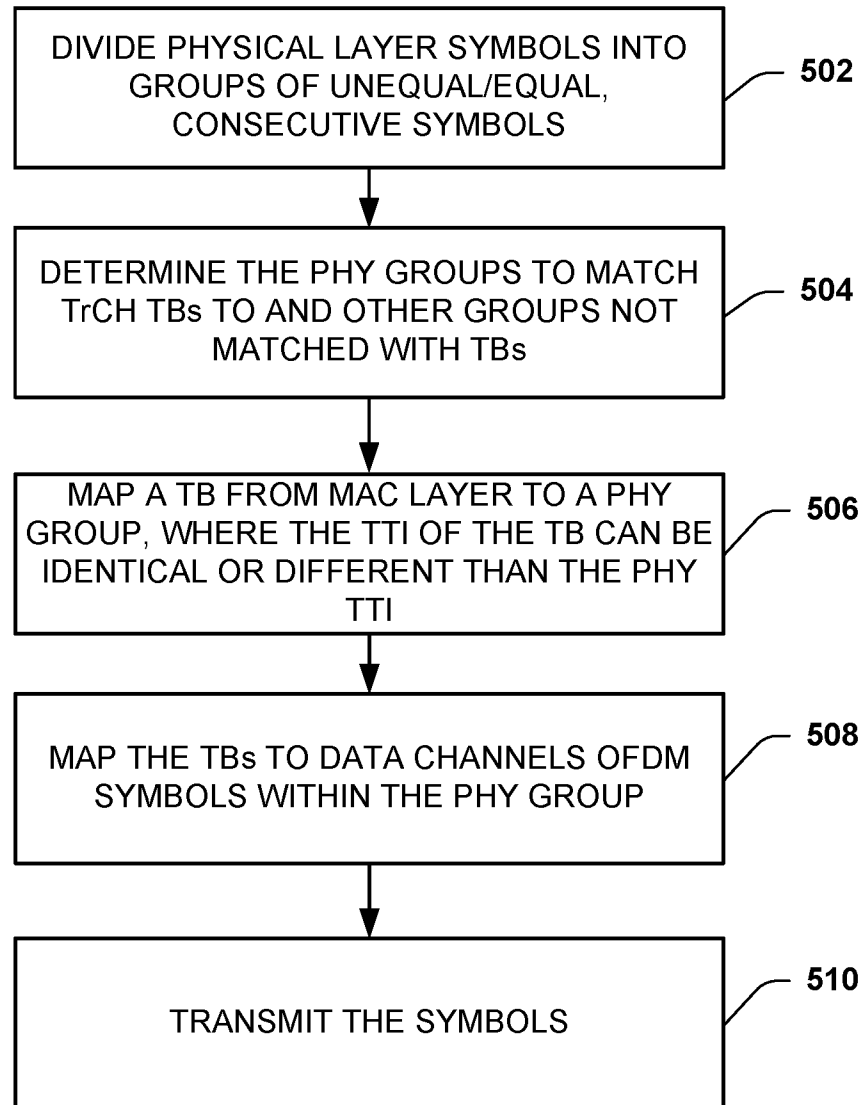 DIVIDE PHYSICAL LAYER SYMBOLS INTO
GROUPS OF UNEQUAL/EQUAL,
CONSECUTIVE SYMBOLS
502
DETERMINE THE PHY GROUPS TO MATCH
TrCH TBs TO AND OTHER GROUPS NOT
MATCHED WITH TBs
504
MAP A TB FROM MAC LAYER TO A PHY
GROUP, WHERE THE TTI OF THE TB CAN BE
IDENTICAL OR DIFFERENT THAN THE PHY
TTI
506
MAP THE TBs TO DATA CHANNELS OFDM
SYMBOLS WITHIN THE PHY GROUP
508
TRANSMIT THE SYMBOLS
510